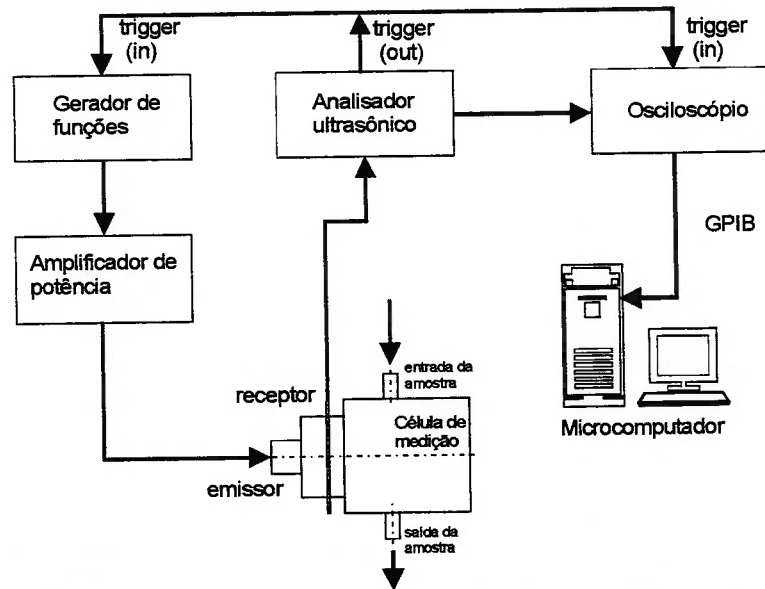 trigger
(in)
trigger
(out)
trigger
(in)
Gerador de
funções
Analisador
ultrasônico
Osciloscópio
Amplificador de
potência
GPIB
entrada da
amostra
receptor
Célula de
medição
Microcomputador
emissor
saída da
amostra